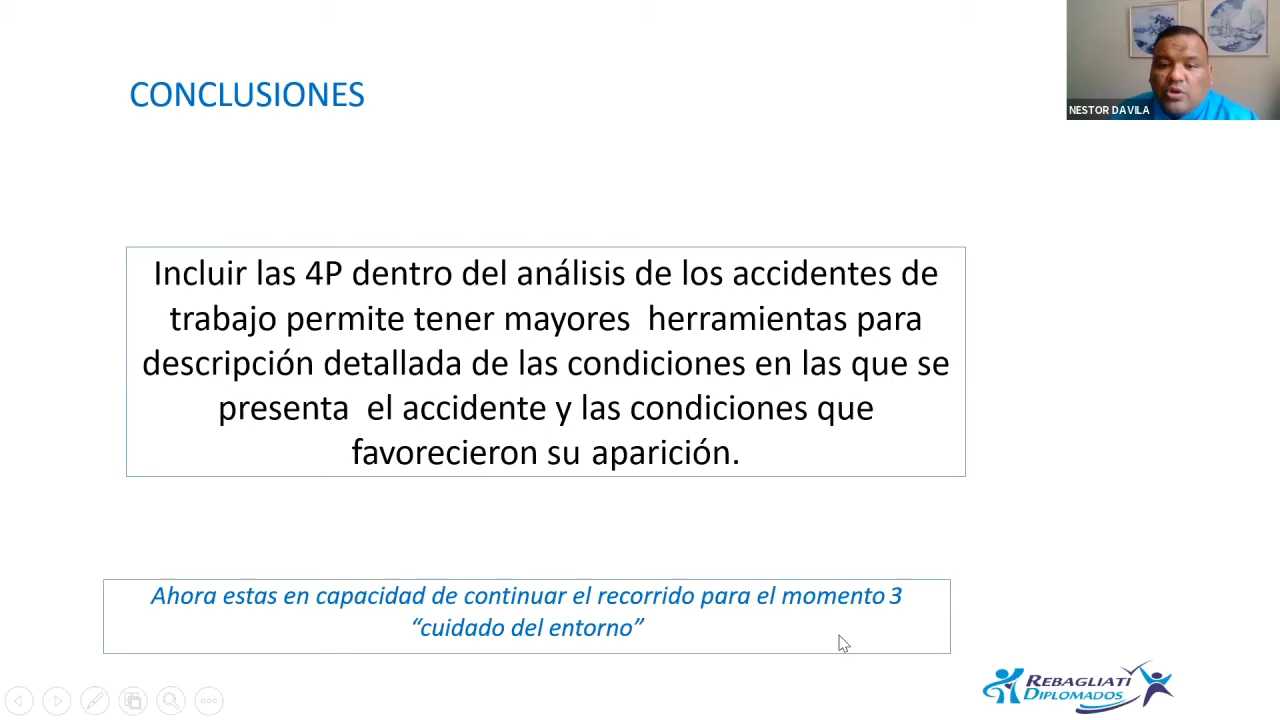 CONCLUSIONES
NESTOR DAVILA
Incluir las 4P dentro del análisis de los accidentes de
trabajo permite tener mayores herramientas para
descripción detallada de las condiciones en las que se
presenta el accidente y las condiciones que
favorecieron su aparición.
Ahora estas en capacidad de continuar el recorrido para el momento 3
“cuidado del entorno”
REBAGLIATI
DIPLOMADOS